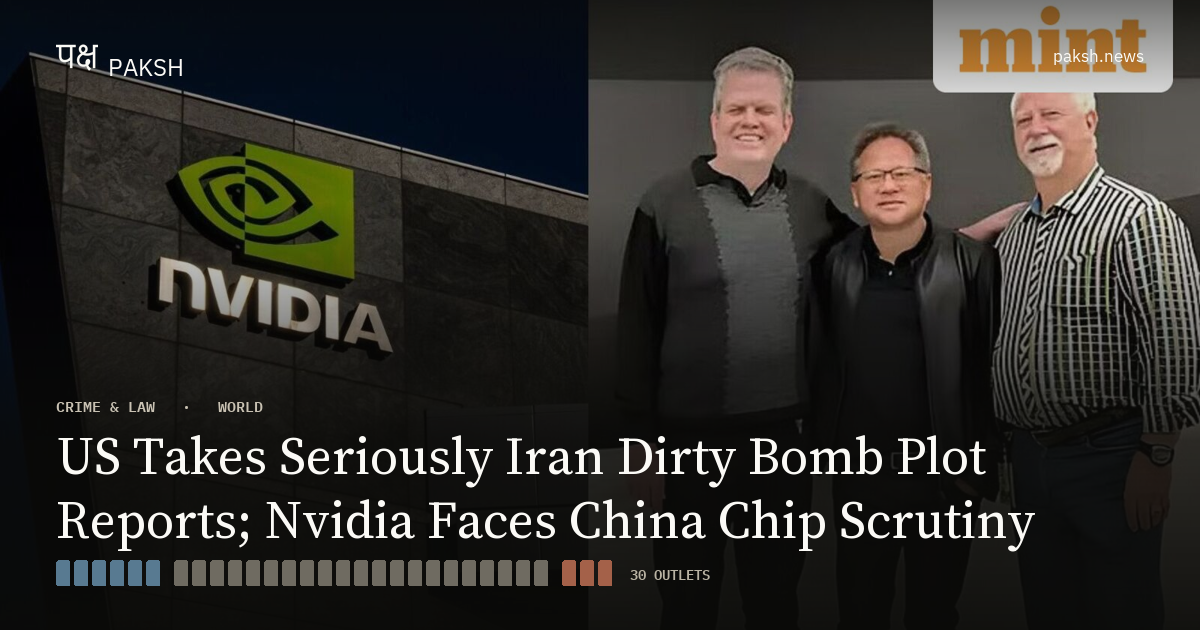 पक्ष PAKSH
mint
paksh.news
NVIDIA
CRIME & LAW · WORLD
US Takes Seriously Iran Dirty Bomb Plot
Reports; Nvidia Faces China Chip Scrutiny
30 OUTLETS